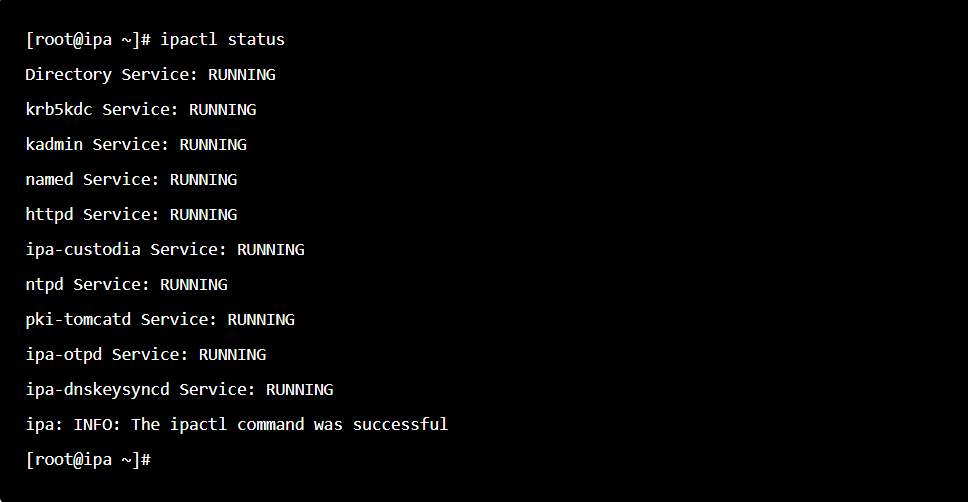 [root@ipa ~]# ipactl status
Directory Service: RUNNING
krb5kdc Service: RUNNING
kadmin Service: RUNNING
named Service: RUNNING
httpd Service: RUNNING
ipa-custodia Service: RUNNING
ntpd Service: RUNNING
pki-tomcatd Service: RUNNING
ipa-otpd Service: RUNNING
ipa-dnskeysyncd Service: RUNNING
ipa: INFO: The ipactl command was successful
[root@ipa ~]#